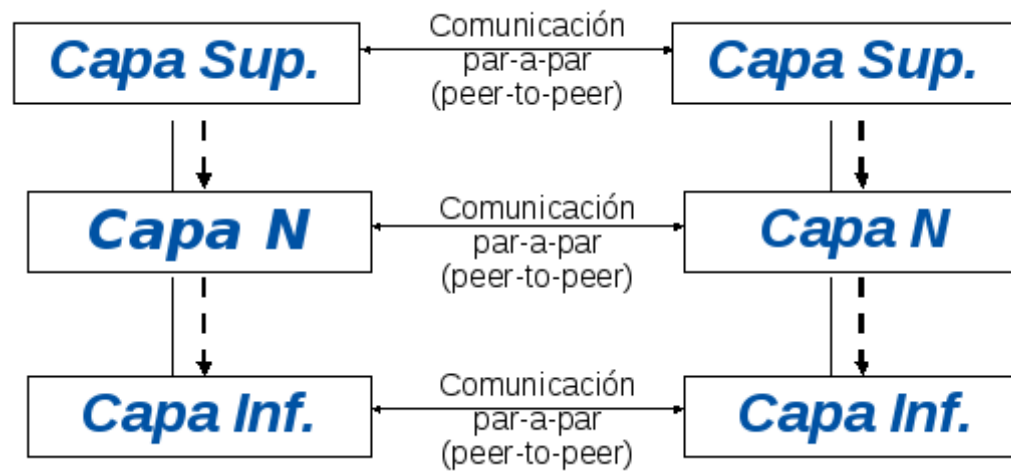 Capa Sup.
Comunicación
par-a-par
(peer-to-peer)
Capa Sup.
Capa N
Comunicación
par-a-par
(peer-to-peer)
Capa N
Capa Inf.
Comunicación
par-a-par
(peer-to-peer)
Capa Inf.